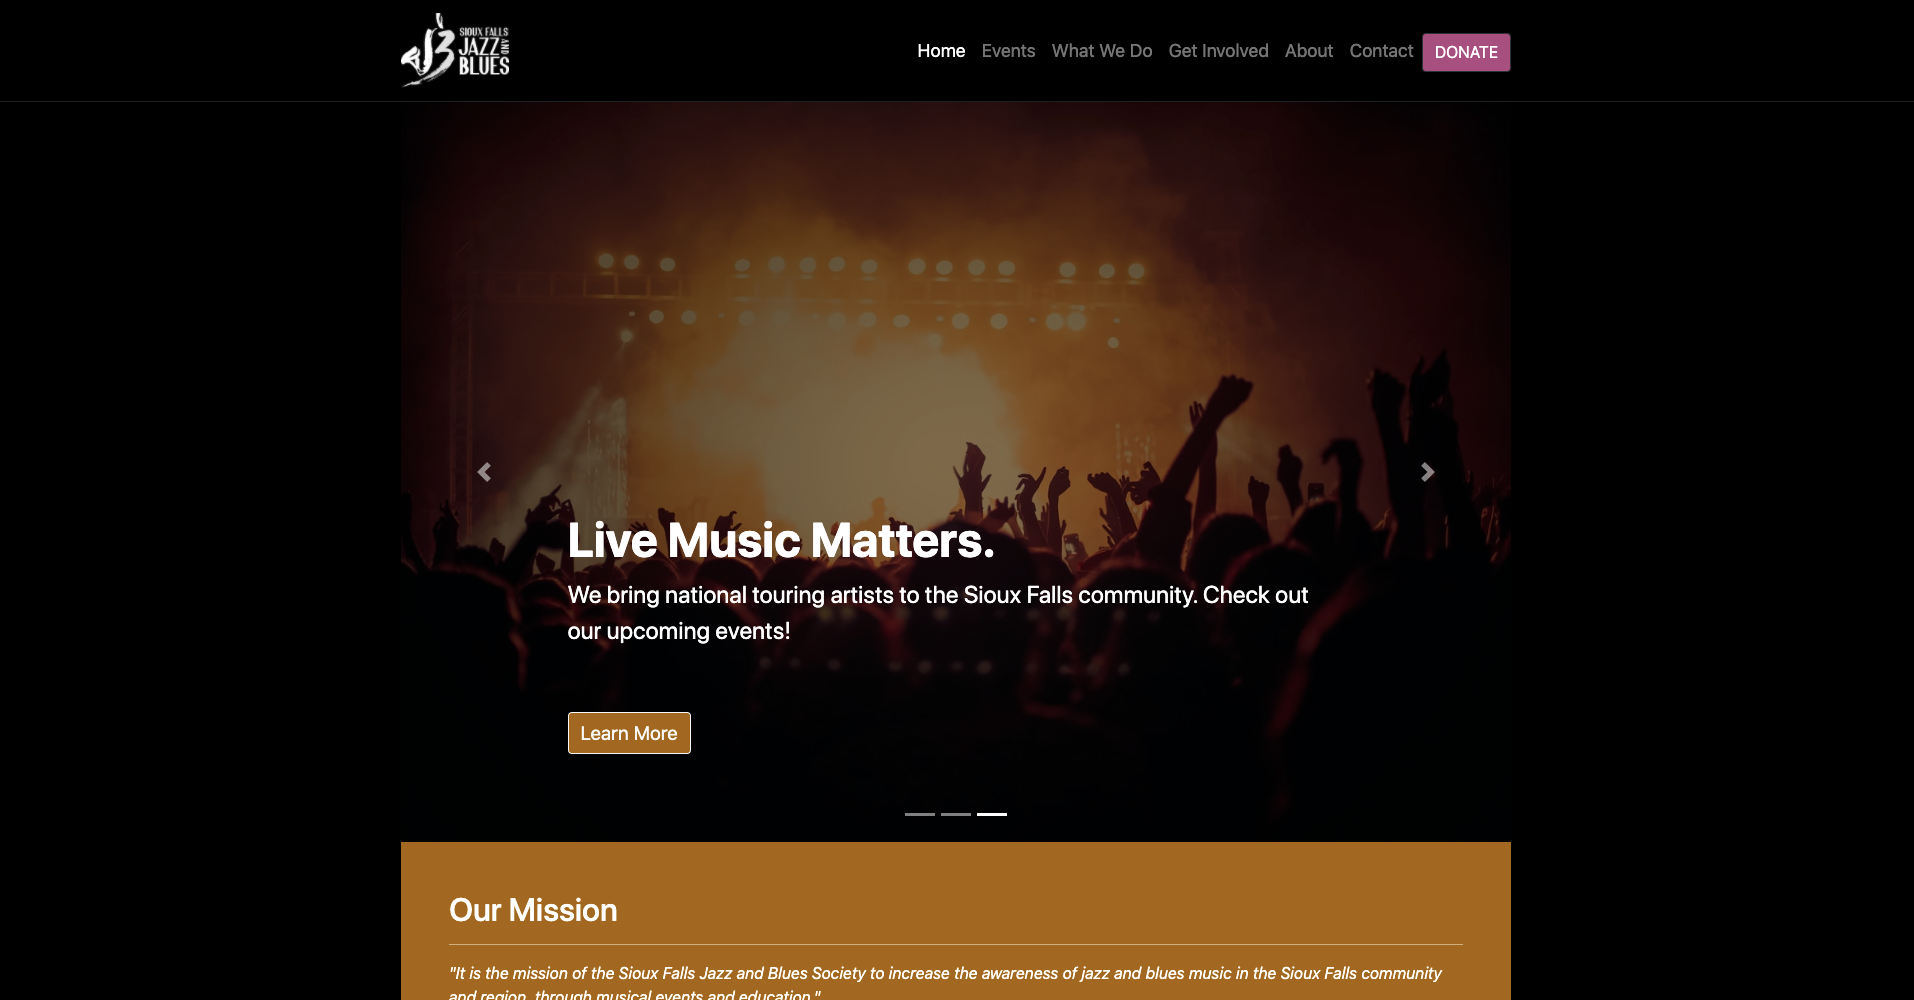 SIOUX FALLS
JAZZ AND
BLUES
Home Events What We Do Get Involved About Contact DONATE
Live Music Matters.
We bring national touring artists to the Sioux Falls community. Check out
our upcoming events!
Learn More
Our Mission
"It is the mission of the Sioux Falls Jazz and Blues Society to increase the awareness of jazz and blues music in the Sioux Falls community
and region, through musical events and education."